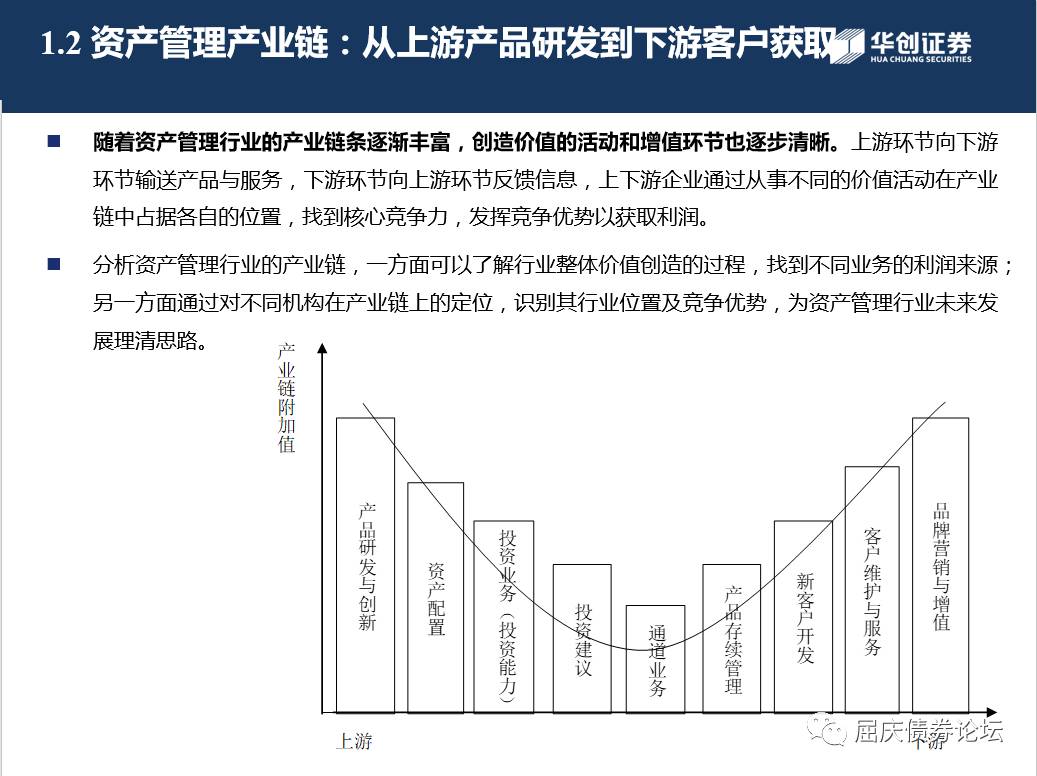 1.2 资产管理产业链：从上游产品研发到下游客户获取
华创证券
HUA CHUANG SECURITIES
随着资产管理行业的产业链条逐渐丰富，创造价值的活动和增值环节也逐步清晰。上游环节向下游
环节输送产品与服务，下游环节向上游环节反馈信息，上下游企业通过从事不同的价值活动在产业
链中占据各自的位置，找到核心竞争力，发挥竞争优势以获取利润。
分析资产管理行业的产业链，一方面可以了解行业整体价值创造的过程，找到不同业务的利润来源；
另一方面通过对不同机构在产业链上的定位，识别其行业位置及竞争优势，为资产管理行业未来发
展理清思路。
产业链附加值
产品研发与创新
资产配置
投资业务（投资能力）
投资建议
通道业务
产品存续管理
新客户开发
客户维护与服务
品牌营销与增值
上游
下游
屈庆债券论坛